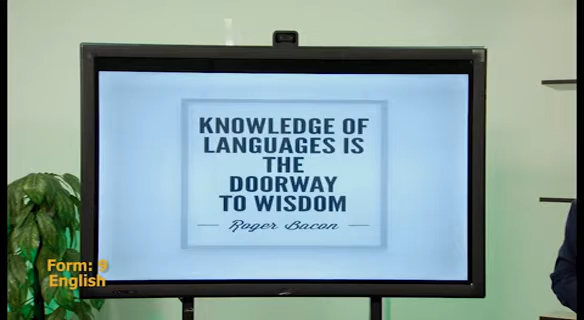 KNOWLEDGE OF
LANGUAGES IS
THE
DOORWAY
TO WISDOM
Roger Bacon
Form: 9
English